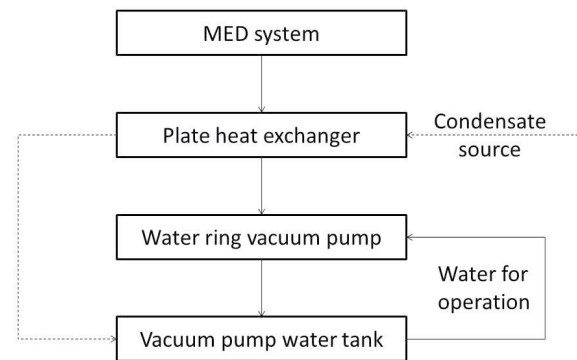 MED system
Plate heat exchanger
Condensate
source
Water ring vacuum pump
Water for
operation
Vacuum pump water tank